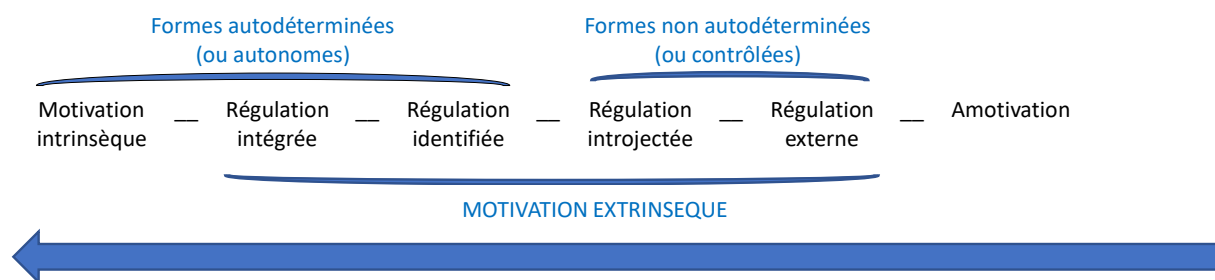 Formes autodéterminées
(ou autonomes)
Formes non autodéterminées
(ou contrôlées)
Motivation __ Régulation __ Régulation __ Régulation __ Régulation __ Amotivation
intrinsèque intégrée identifiée introjectée externe
MOTIVATION EXTRINSEQUE